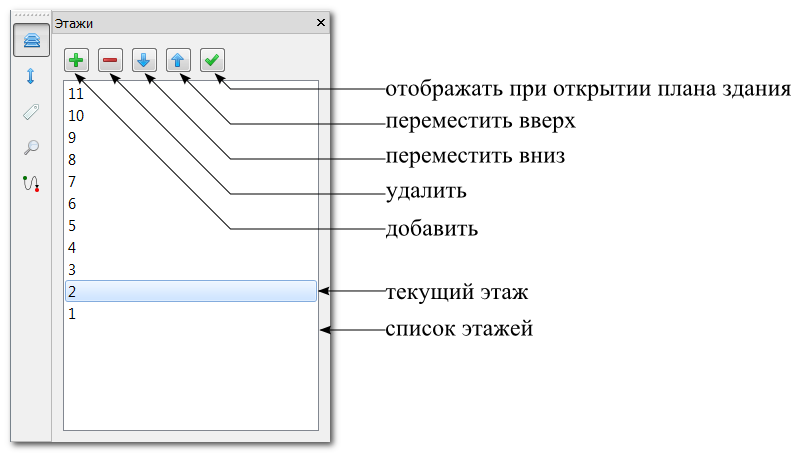 Этажи
11
10
9
8
7
6
5
4
3
2
1
отображать при открытии плана здания
переместить вверх
переместить вниз
удалить
добавить
текущий этаж
список этажей